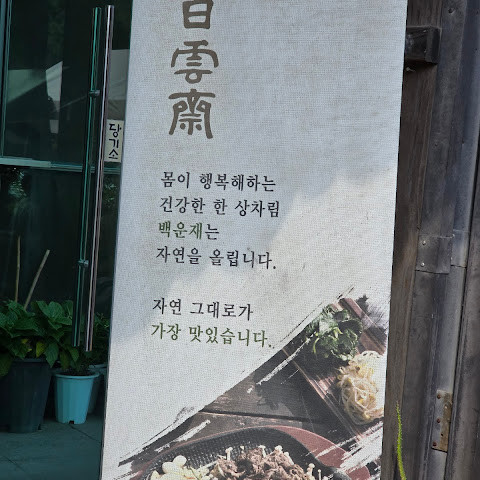 白雲齋
당기소
몸이 행복해하는
건강한 한 상차림
백운재는
자연을 올립니다.
자연 그대로가
가장 맛있습니다.